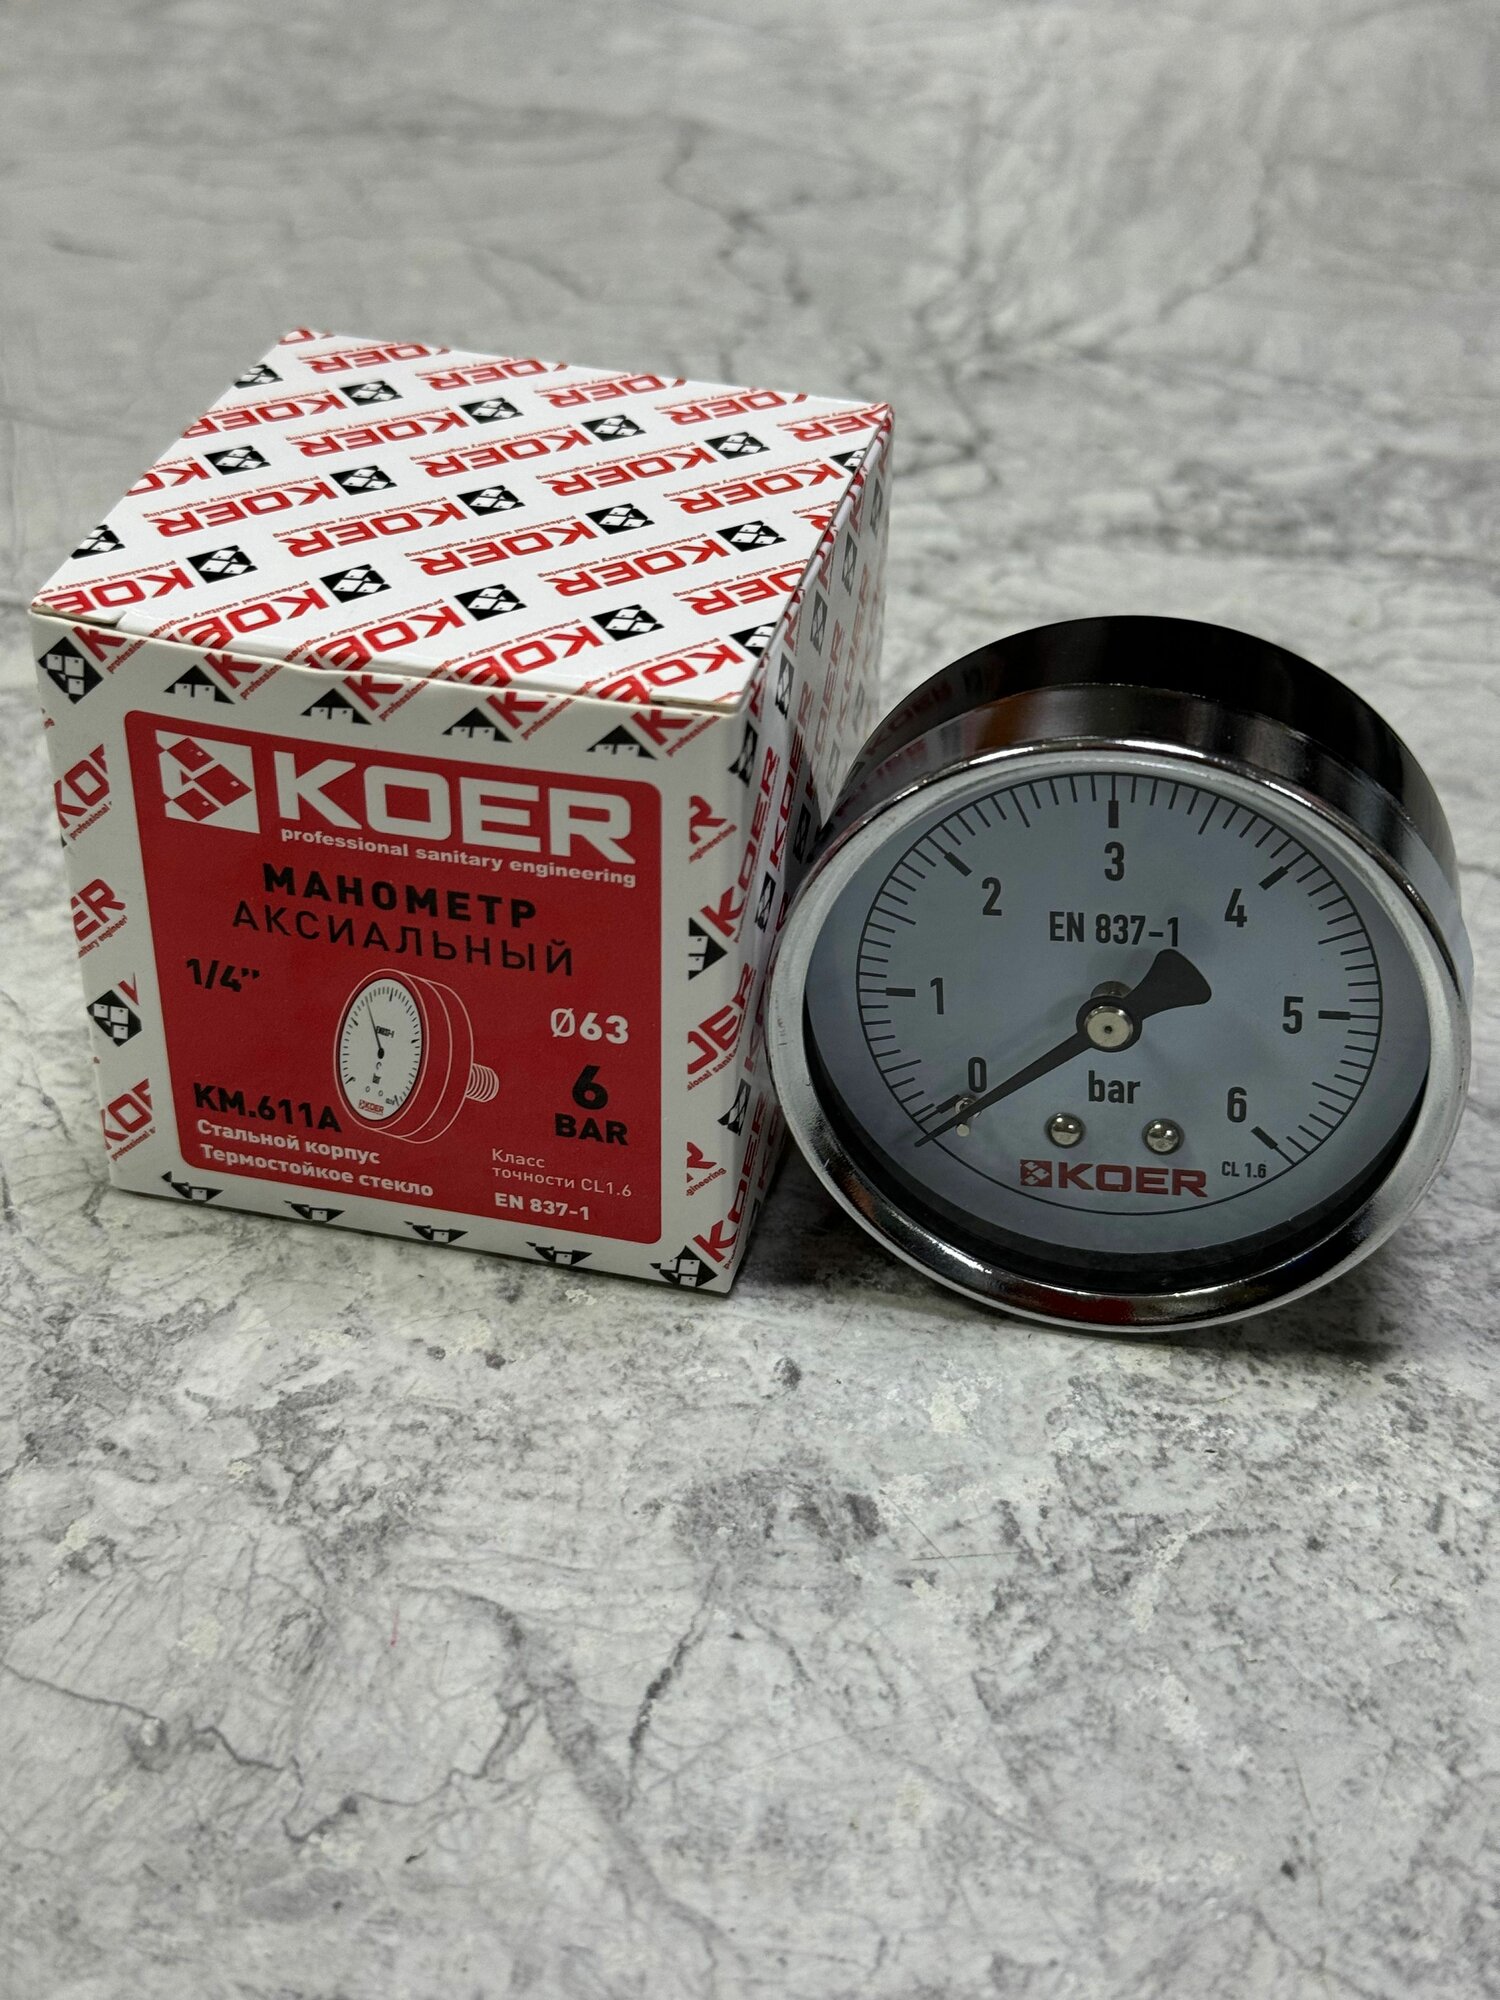 KOER
professional sanitary engineering
МАНОМЕТР
АКСИАЛЬНЫЙ
1/4”
Ø63
6
BAR
KM.611A
Стальной корпус
Термостойкое стекло
Класс
точности CL1.6
EN 837-1
0
1
2
3
4
5
6
EN 837-1
bar
KOER
CL 1.6